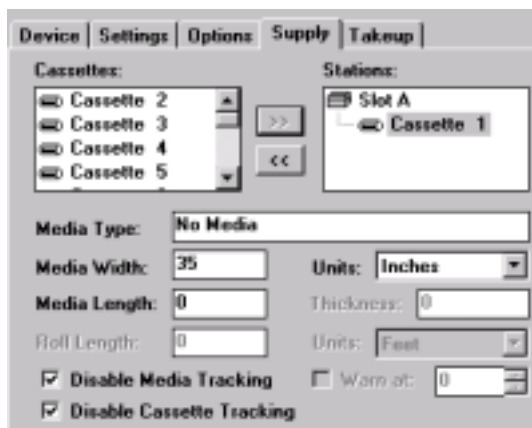 Device Settings Options Supply Takeup
Cassettes: Stations:
Cassette 2
Cassette 3
Cassette 4
Cassette 5
>>
<<
Slot A
Cassette 1
Media Type: No Media
Media Width: 35 Units: Inches
Media Length: 0 Thickness: 0
Roll Length: 0 Units: Feet
Disable Media Tracking Warn at: 0
Disable Cassette Tracking